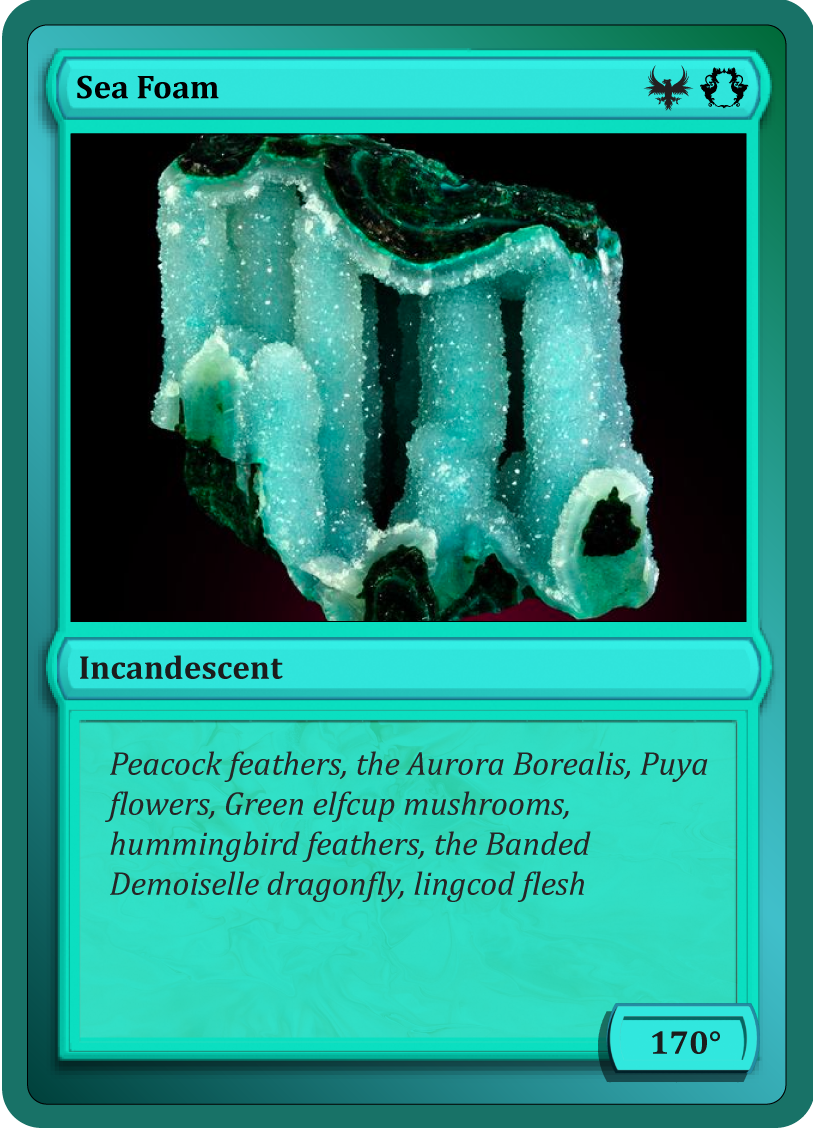 Sea Foam
Incandescent
Peacock feathers, the Aurora Borealis, Puya
flowers, Green elfcup mushrooms,
hummingbird feathers, the Banded
Demoiselle dragonfly, lingcod flesh
170°